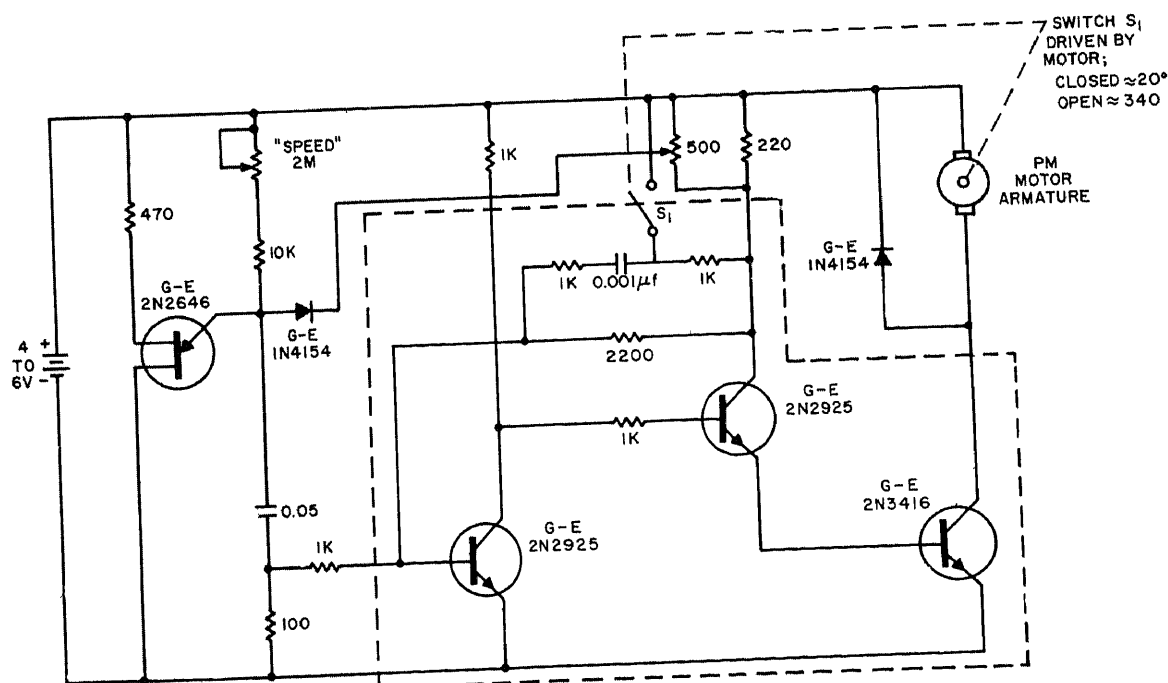 SWITCH S1
DRIVEN BY
MOTOR;
CLOSED ≈20°
OPEN ≈ 340
"SPEED"
2M
1K
500
220
470
PM
MOTOR
ARMATURE
10K
S1
G-E
1N4154
1K
0.001μf
1K
G-E
2N2646
G-E
1N4154
2200
4
TO
6V
+
-
G-E
2N2925
1K
G-E
2N3416
0.05
G-E
2N2925
1K
100